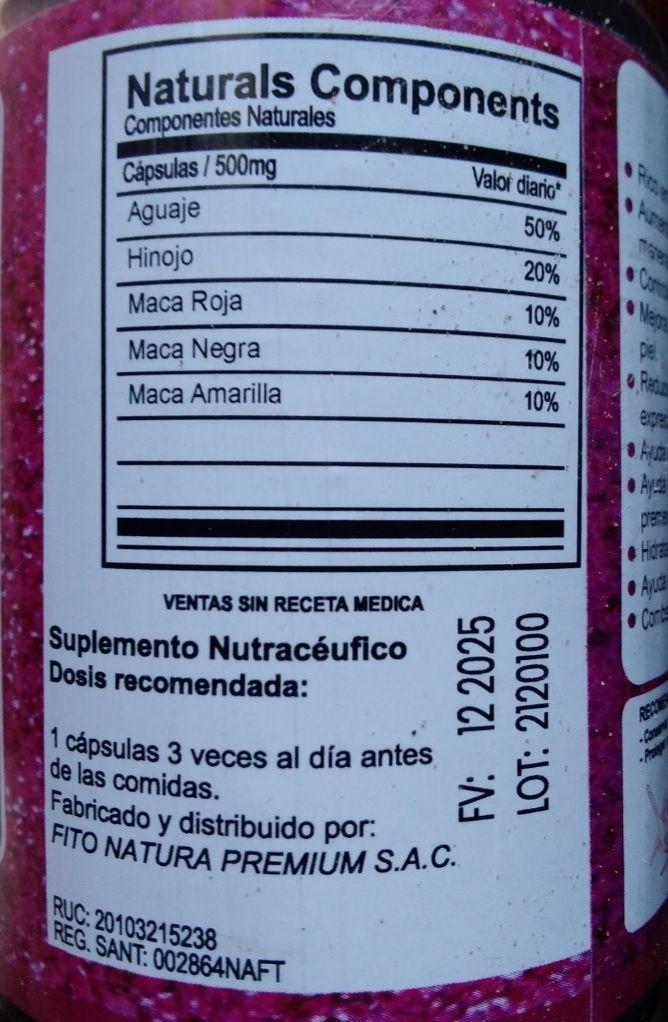 Naturals Components
Componentes Naturales
Cápsulas / 500mg Valor diario*
Aguaje 50%
Hinojo 20%
Maca Roja 10%
Maca Negra 10%
Maca Amarilla 10%
VENTAS SIN RECETA MEDICA
Suplemento Nutracéufico
Dosis recomendada:
1 cápsulas 3 veces al día antes
de las comidas.
Fabricado y distribuido por:
FITO NATURA PREMIUM S.A.C.
RUC: 20103215238
REG. SANT: 002864NAFT
FV: 12 2025
LOT: 2120100
piel.